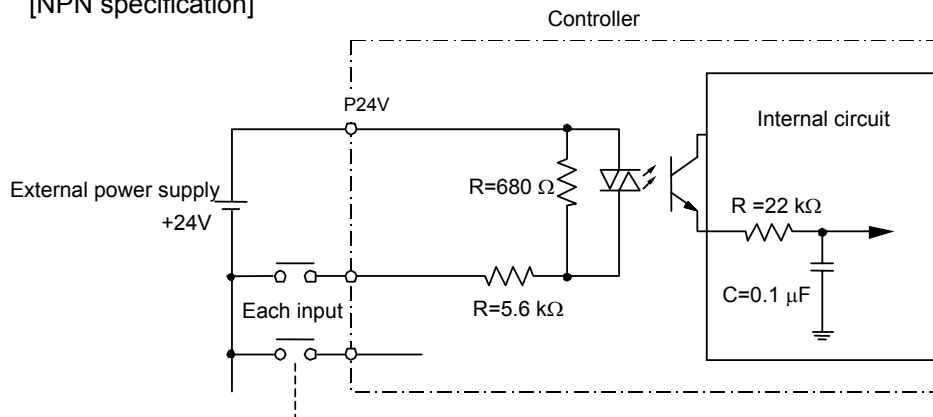 [NPN specification]
Controller
P24V
Internal circuit
External power supply
+24V
R=680 Ω
R =22 kΩ
C=0.1 μF
Each input
R=5.6 kΩ